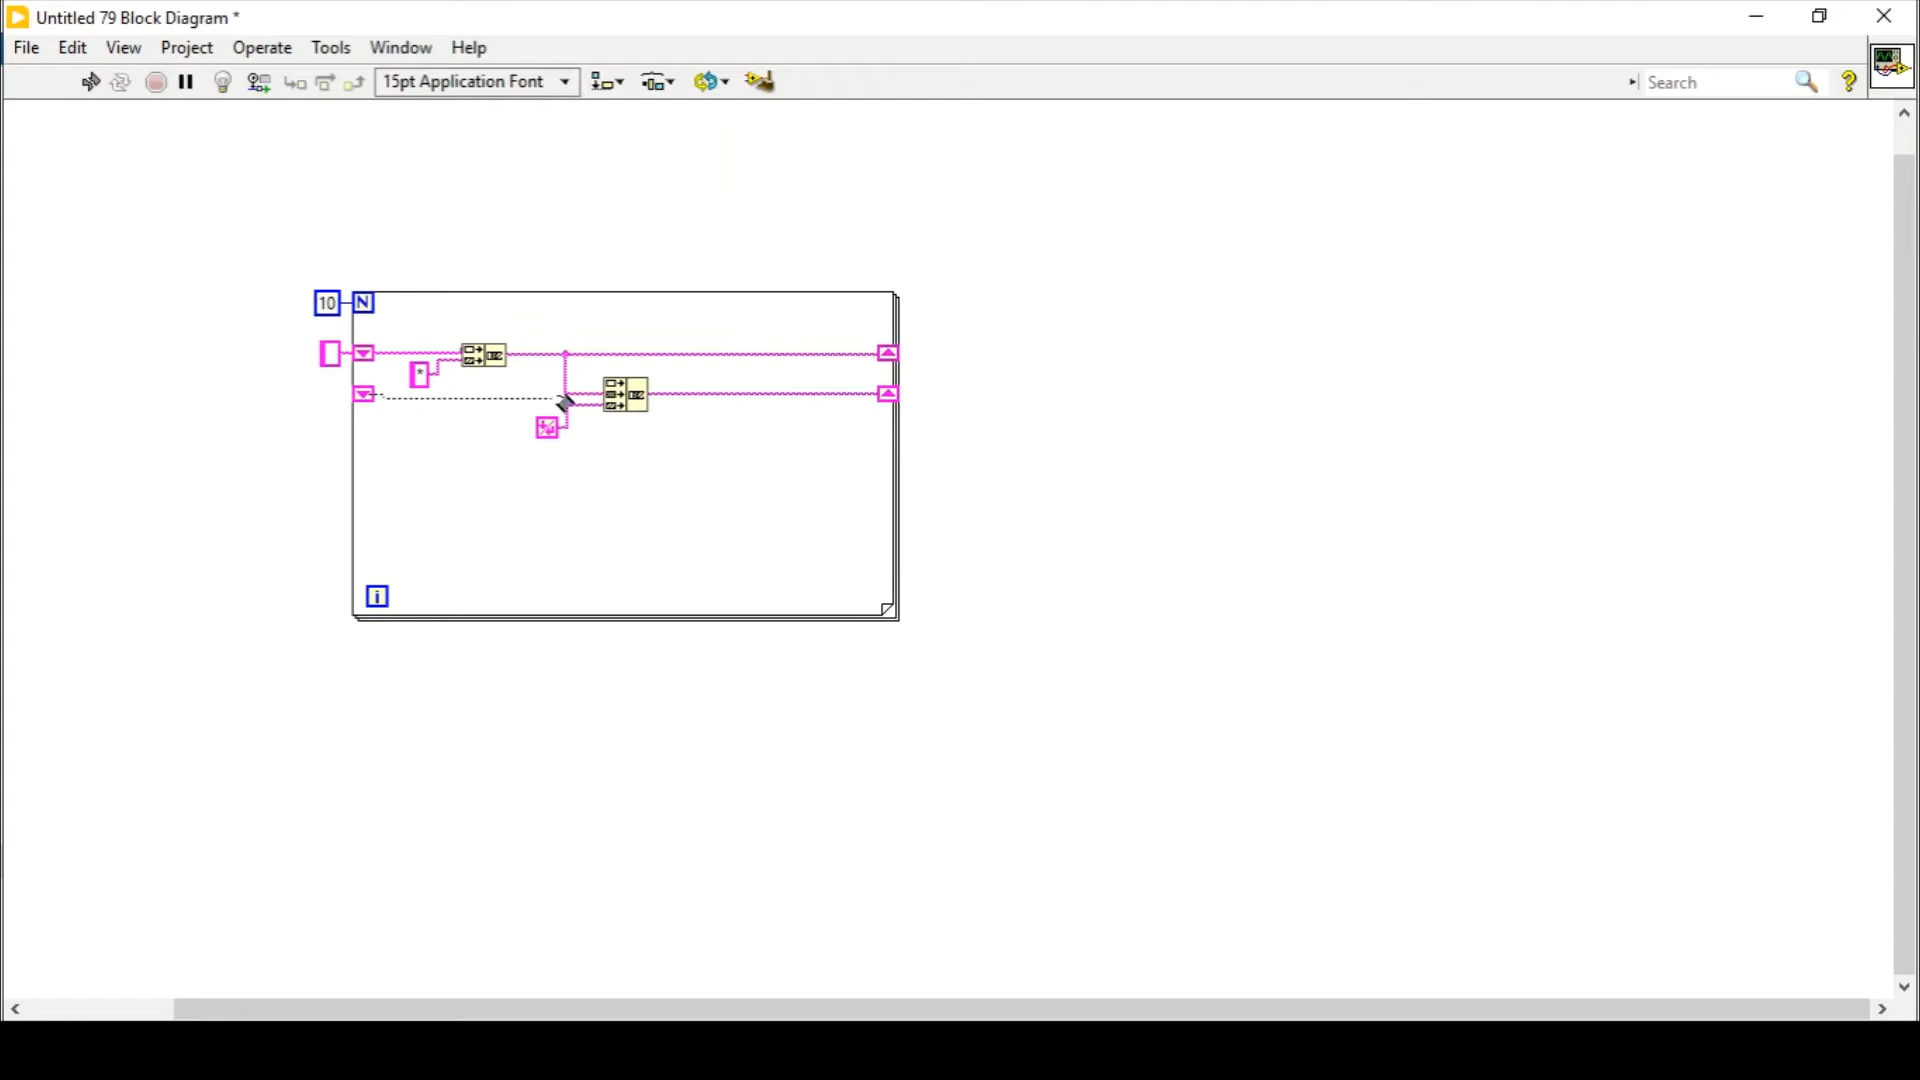 Untitled 79 Block Diagram *
File Edit View Project Operate Tools Window Help
15pt Application Font
Search
?
10 N
*
i